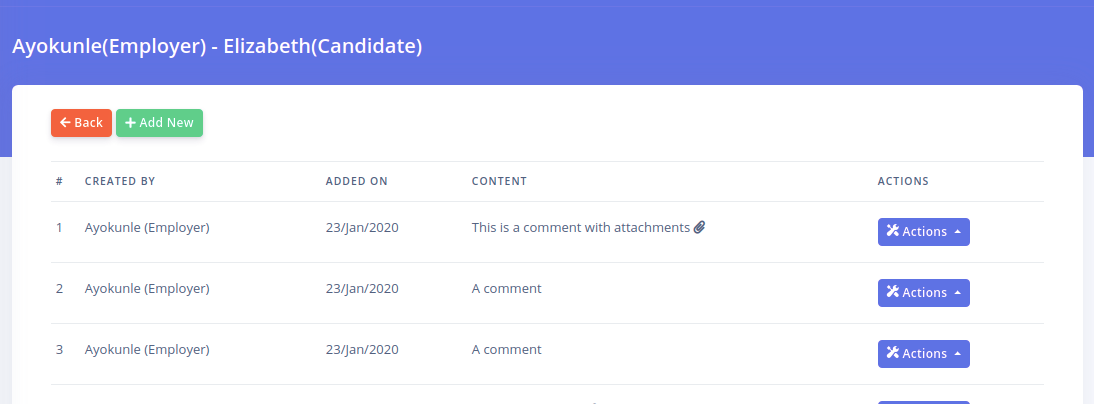 Ayokunle(Employer) - Elizabeth(Candidate)
Back Add New
# CREATED BY ADDED ON CONTENT ACTIONS
1 Ayokunle (Employer) 23/Jan/2020 This is a comment with attachments Actions
2 Ayokunle (Employer) 23/Jan/2020 A comment Actions
3 Ayokunle (Employer) 23/Jan/2020 A comment Actions